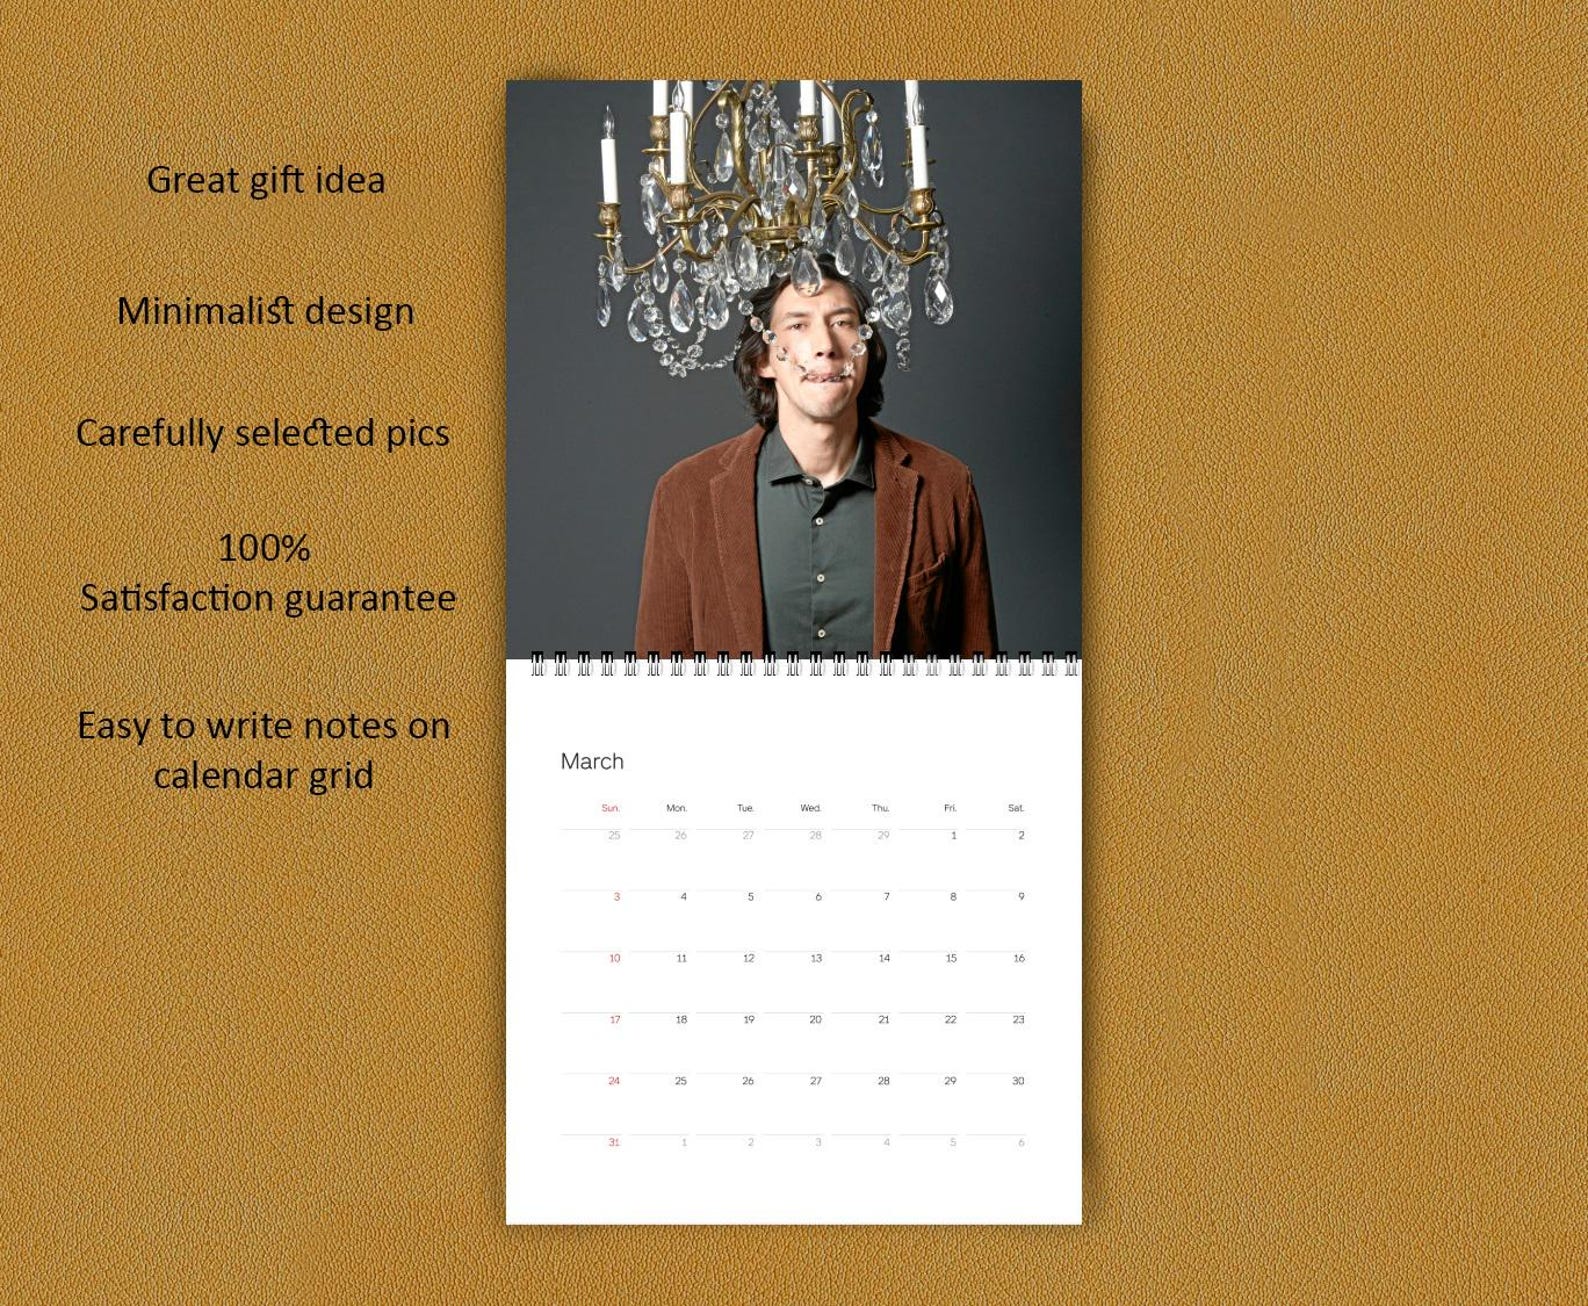 Great gift idea
Minimalist design
Carefully selected pics
100%
Satisfaction guarantee
Easy to write notes on
calendar grid
March
Sun. Mon. Tue. Wed. Thu. Fri. Sat.
25 26 27 28 29 1 2
3 4 5 6 7 8 9
10 11 12 13 14 15 16
17 18 19 20 21 22 23
24 25 26 27 28 29 30
31 1 2 3 4 5 6